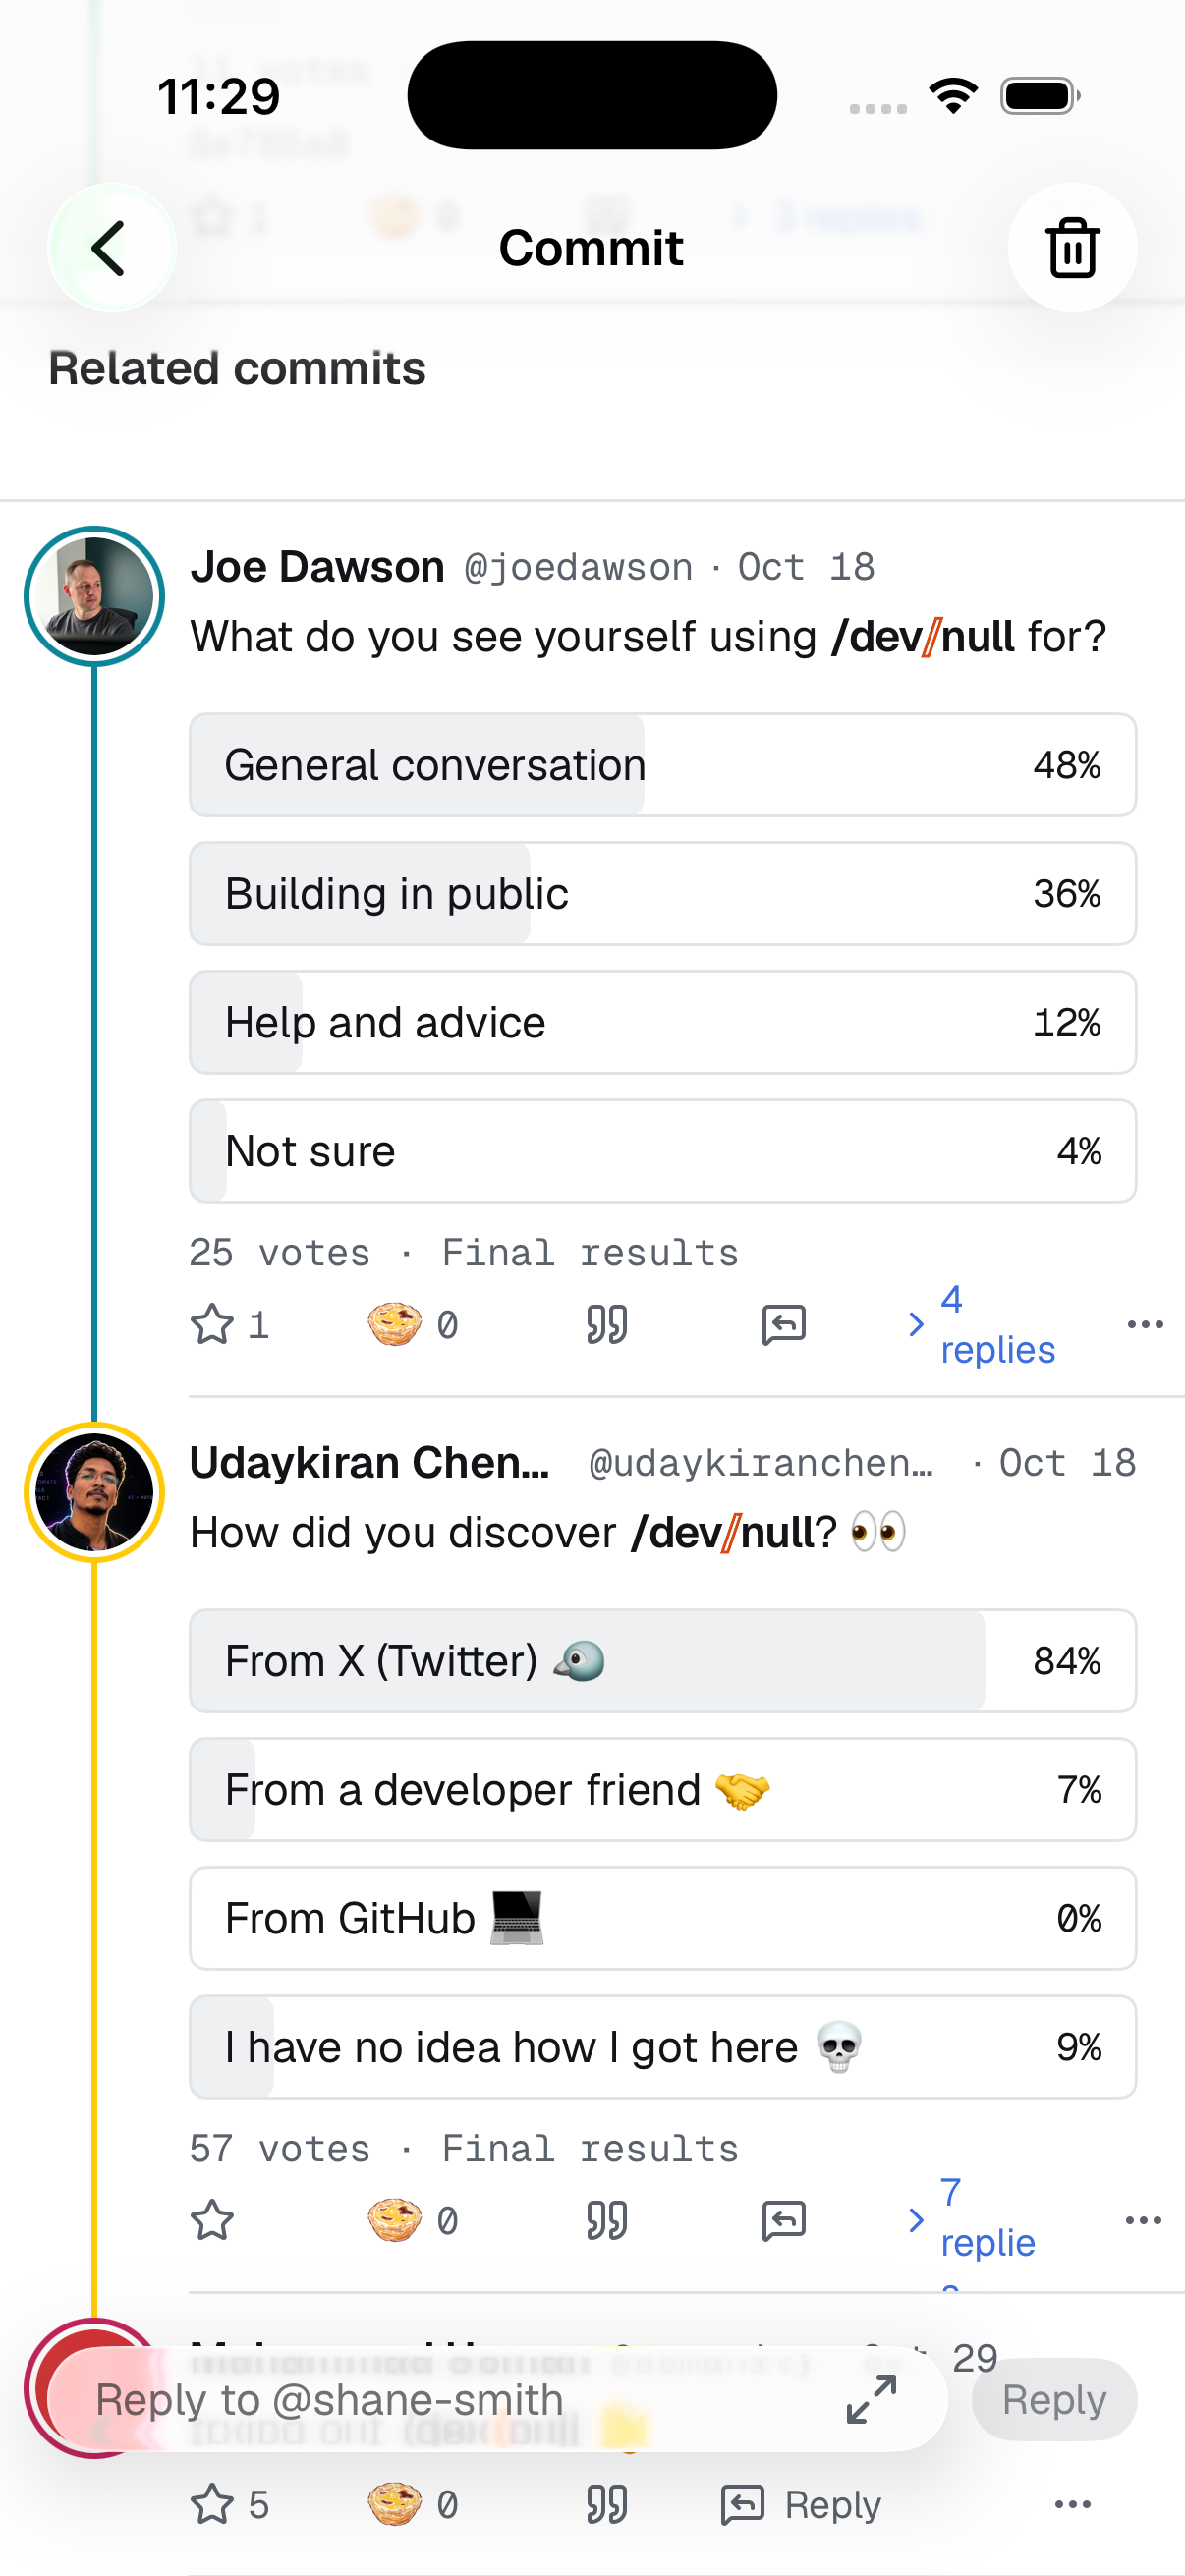 11:29
Commit
3 replies
Related commits
Joe Dawson @joedawson · Oct 18
What do you see yourself using /dev//null for?
General conversation 48%
Building in public 36%
Help and advice 12%
Not sure 4%
25 votes · Final results
1 0 4 replies
Udaykiran Chen... @udaykiranchen... · Oct 18
How did you discover /dev//null? 👀
From X (Twitter) 🐦 84%
From a developer friend 🤝 7%
From GitHub 💻 0%
I have no idea how I got here 💀 9%
57 votes · Final results
0 7 replie
29
Reply to @shane-smith Reply
5 0 Reply